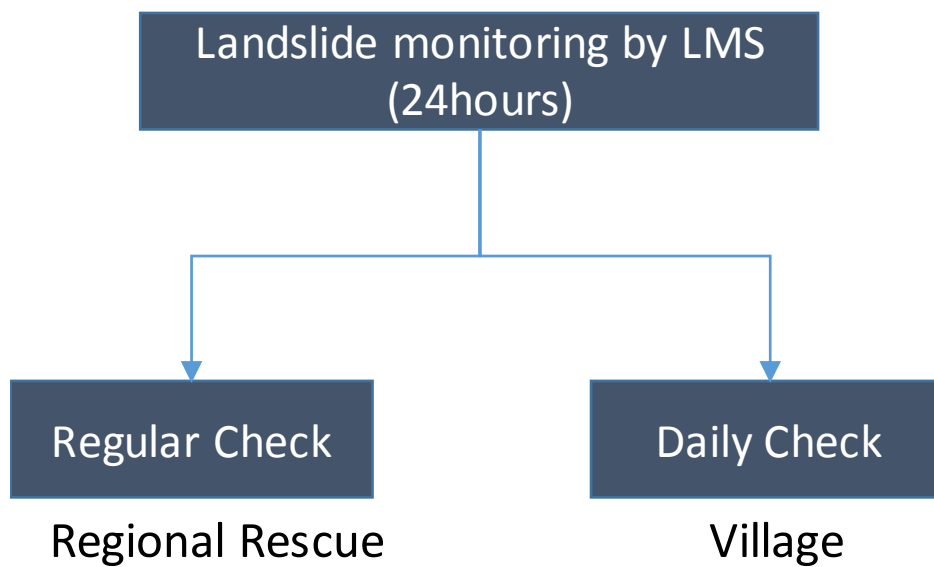 Landslide monitoring by LMS
(24hours)
Regular Check
Daily Check
Regional Rescue
Village